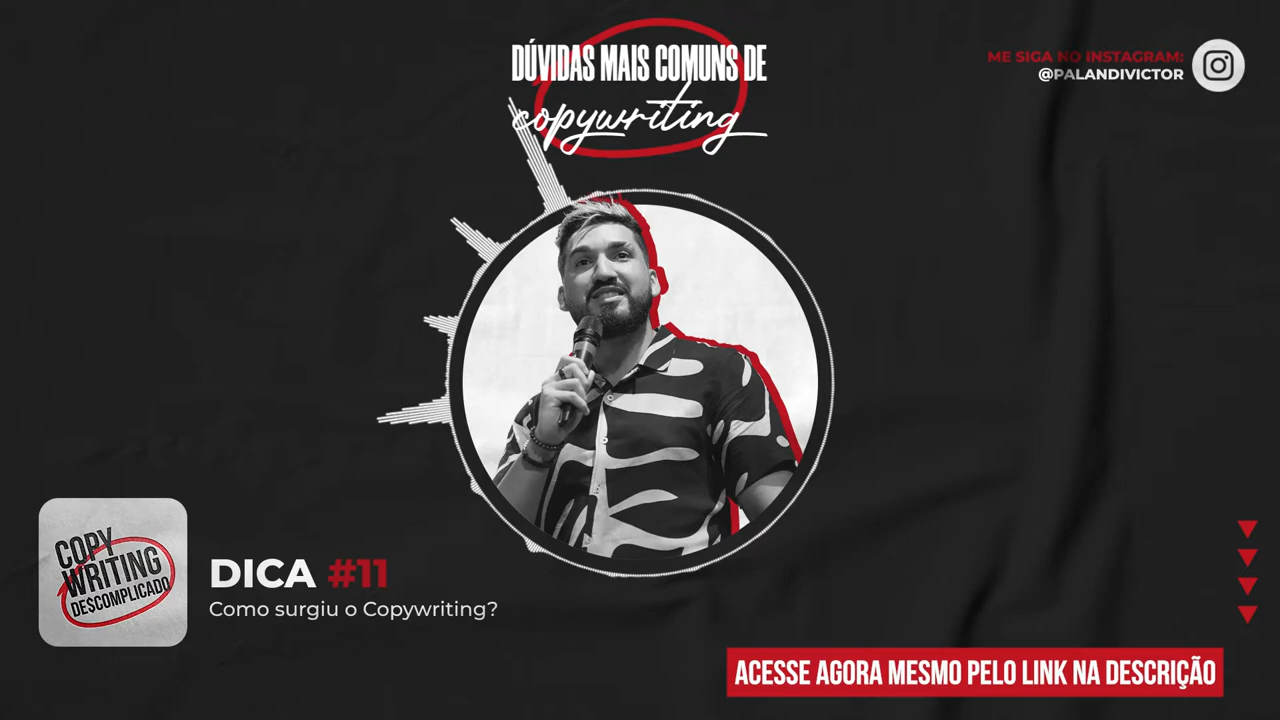 DÚVIDAS MAIS COMUNS DE
copywriting
ME SIGA NO INSTAGRAM:
@PALANDIVICTOR
COPY
WRITING
DESCOMPLICADO
DICA #11
Como surgiu o Copywriting?
ACESSE AGORA MESMO PELO LINK NA DESCRIÇÃO